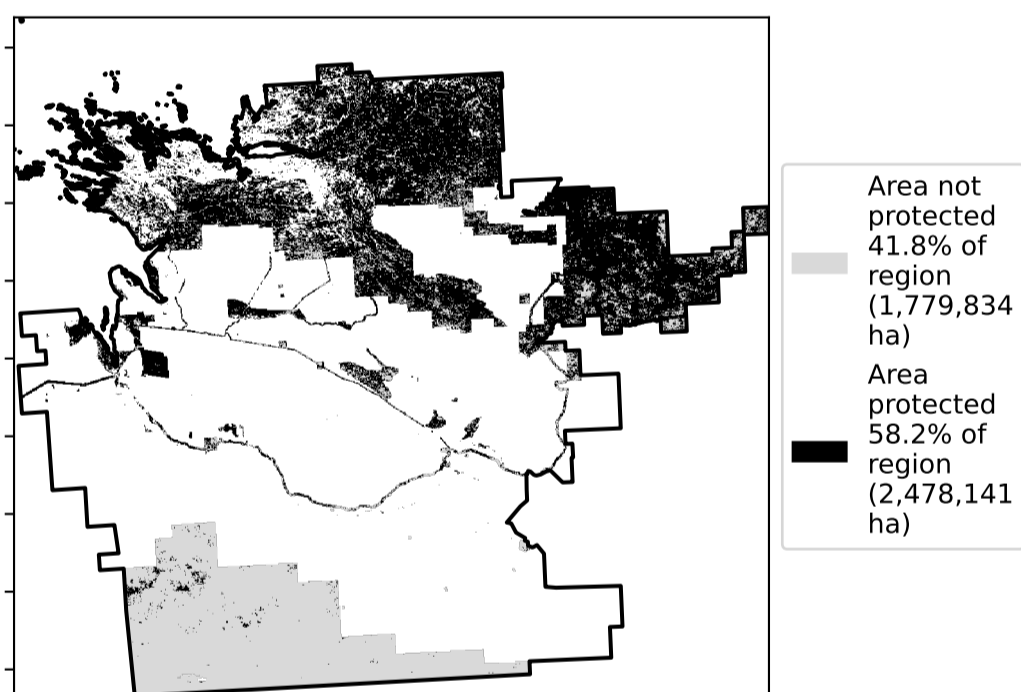 Area not
protected
41.8% of
region
(1,779,834
ha)
Area
protected
58.2% of
region
(2,478,141
ha)